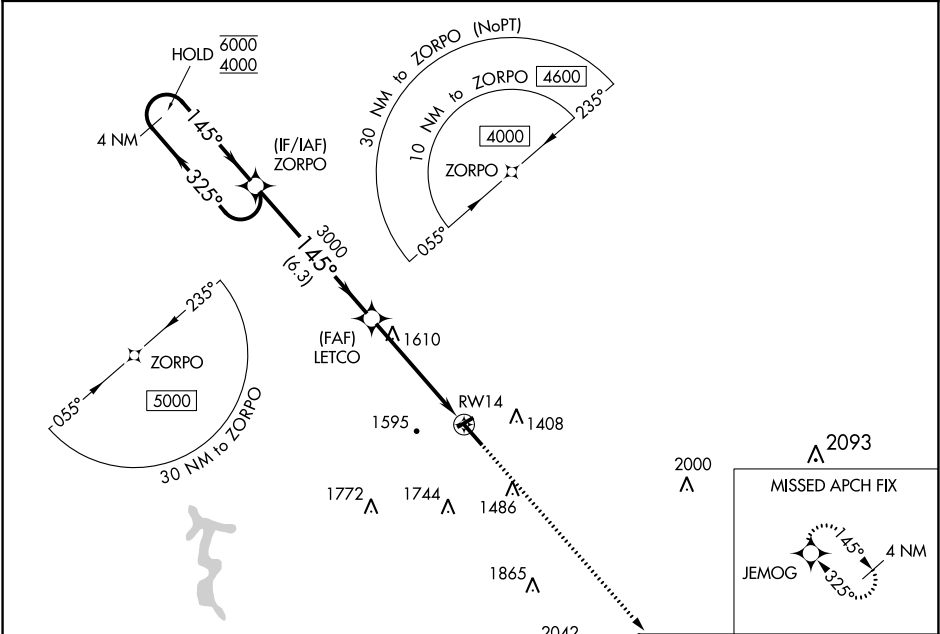 HOLD 6000
4000
4 NM
145°
325°
(IF/IAF)
ZORPO
30 NM to ZORPO (NoPT)
4600
10 NM to ZORPO
4000
235°
ZORPO
055°
3000
145°
(6.3)
(FAF)
LETCO
1610
235°
ZORPO
5000
055°
30 NM to ZORPO
RW14
1595
1408
2093
2000
1772
1744
1486
1865
2042
MISSED APCH FIX
145°
4 NM
JEMOG
325°